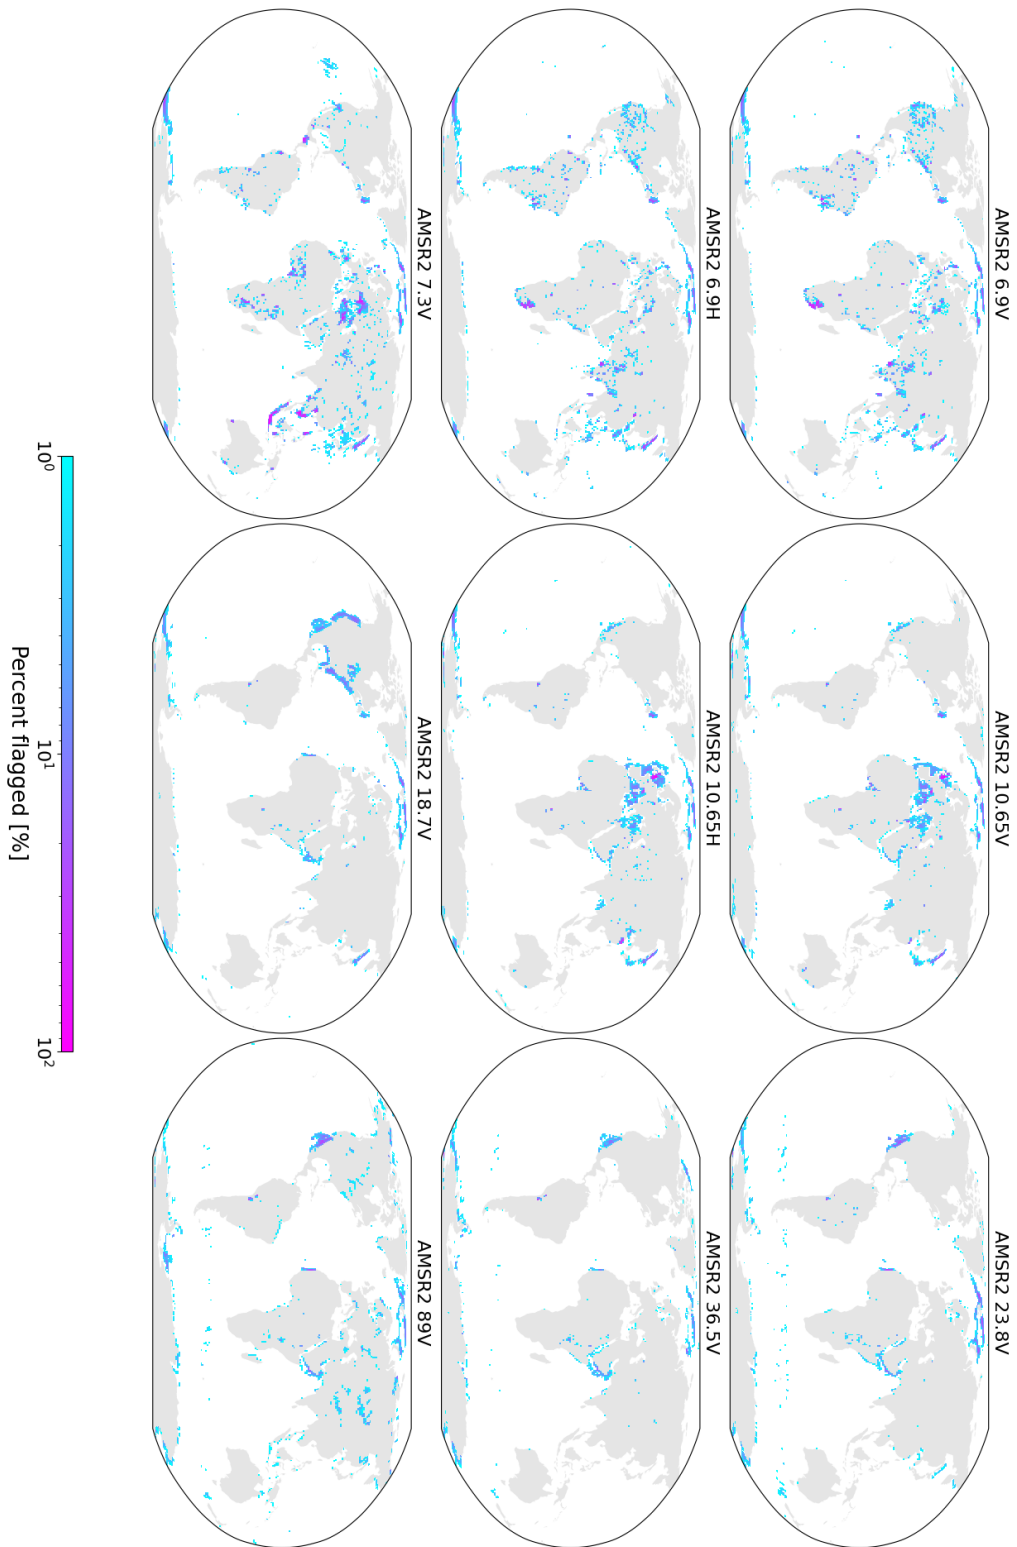 AMSR2 6.9V
AMSR2 10.65V
AMSR2 23.8V
AMSR2 6.9H
AMSR2 10.65H
AMSR2 36.5V
AMSR2 7.3V
AMSR2 18.7V
AMSR2 89V
10⁰ 10¹ 10²
Percent flagged [%]